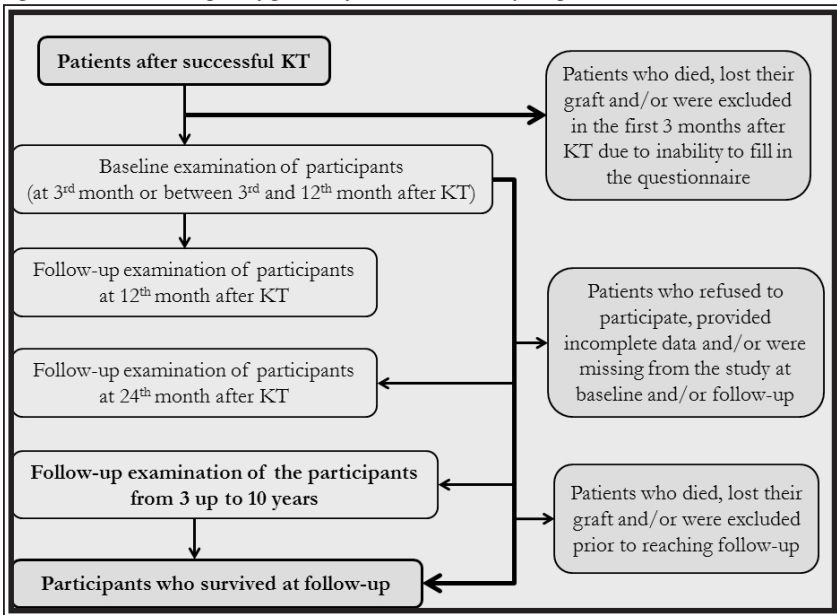 Patients after successful KT
Patients who died, lost their
graft and/or were excluded
in the first 3 months after
KT due to inability to fill in
the questionnaire
Baseline examination of participants
(at 3rd month or between 3rd and 12th month after KT)
Follow-up examination of participants
at 12th month after KT
Patients who refused to
participate, provided
incomplete data and/or were
missing from the study at
baseline and/or follow-up
Follow-up examination of participants
at 24th month after KT
Follow-up examination of the participants
from 3 up to 10 years
Patients who died, lost their
graft and/or were excluded
prior to reaching follow-up
Participants who survived at follow-up